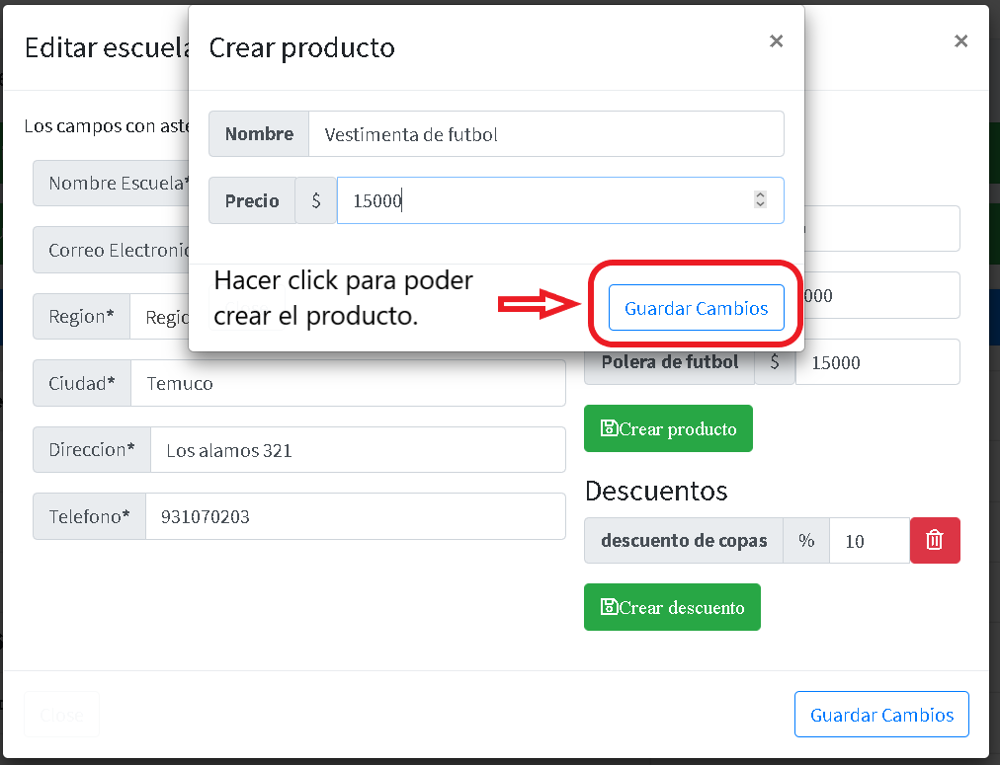 Editar escuela
Crear producto
×
×
Los campos con aste
Nombre Vestimenta de futbol
Precio $ 15000
Nombre Escuela*
Correo Electronic
Region* Regic
Hacer click para poder
crear el producto.
Guardar Cambios
000
Polera de futbol $ 15000
Ciudad* Temuco
Direccion* Los alamos 321
Telefono* 931070203
Crear producto
Descuentos
descuento de copas % 10
Crear descuento
Close
Guardar Cambios